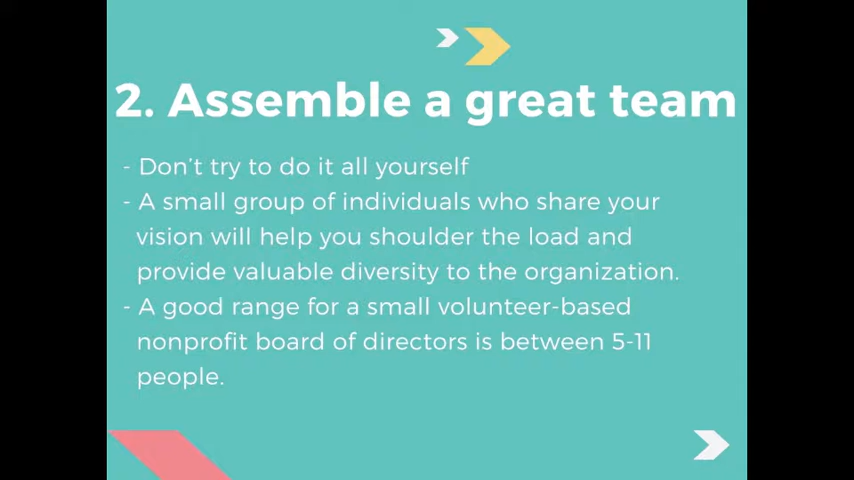 2. Assemble a great team
- Don't try to do it all yourself
- A small group of individuals who share your
vision will help you shoulder the load and
provide valuable diversity to the organization.
- A good range for a small volunteer-based
nonprofit board of directors is between 5-11
people.